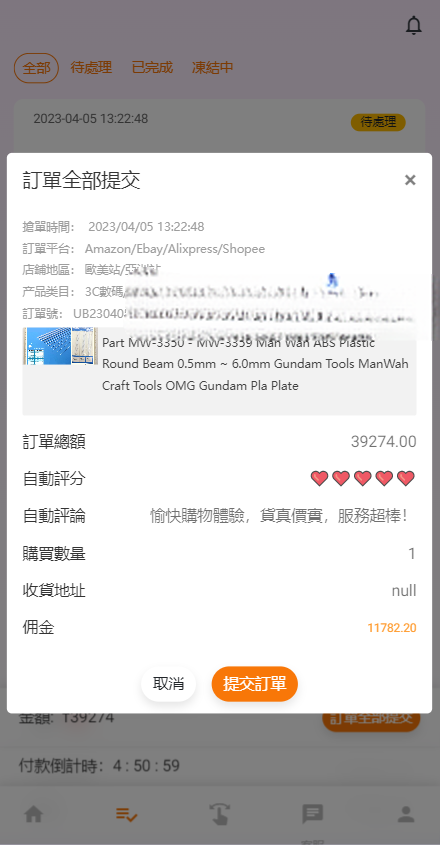 全部 待處理 已完成 凍結中
2023-04-05 13:22:48 待處理
訂單全部提交 ×
搶單時間： 2023/04/05 13:22:48
訂單平台： Amazon/Ebay/Alixpress/Shopee
店鋪地區： 歐美站/亞洲站
产品类目： 3C數碼
訂單號： UB23040
Part MW-3350 - MW-3359 Man Wah ABS Plastic
Round Beam 0.5mm ~ 6.0mm Gundam Tools ManWah
Craft Tools OMG Gundam Pla Plate
訂單總額 39274.00
自動評分
自動評論 愉快購物體驗，貨真價實，服務超棒！
購買數量 1
收貨地址 null
佣金 11782.20
取消 提交訂單
金額: 139274 訂單全部提交
付款倒計時： 4 : 50 : 59